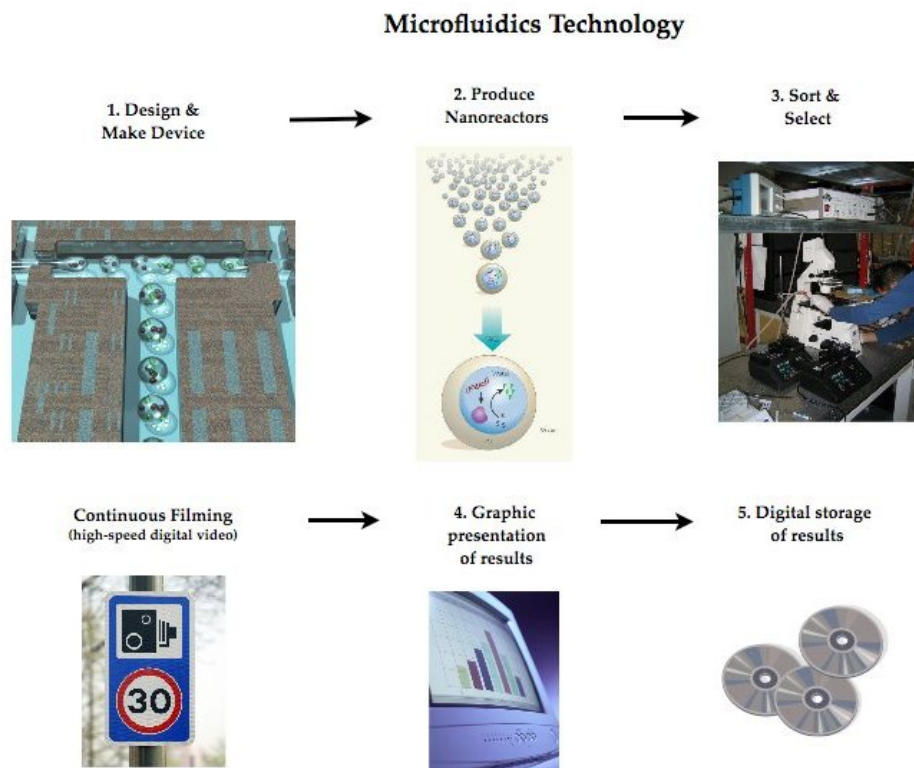 Microfluidics Technology
1. Design &
Make Device
2. Produce
Nanoreactors
3. Sort &
Select
Continuous Filming
(high-speed digital video)
4. Graphic
presentation
of results
5. Digital storage
of results
30